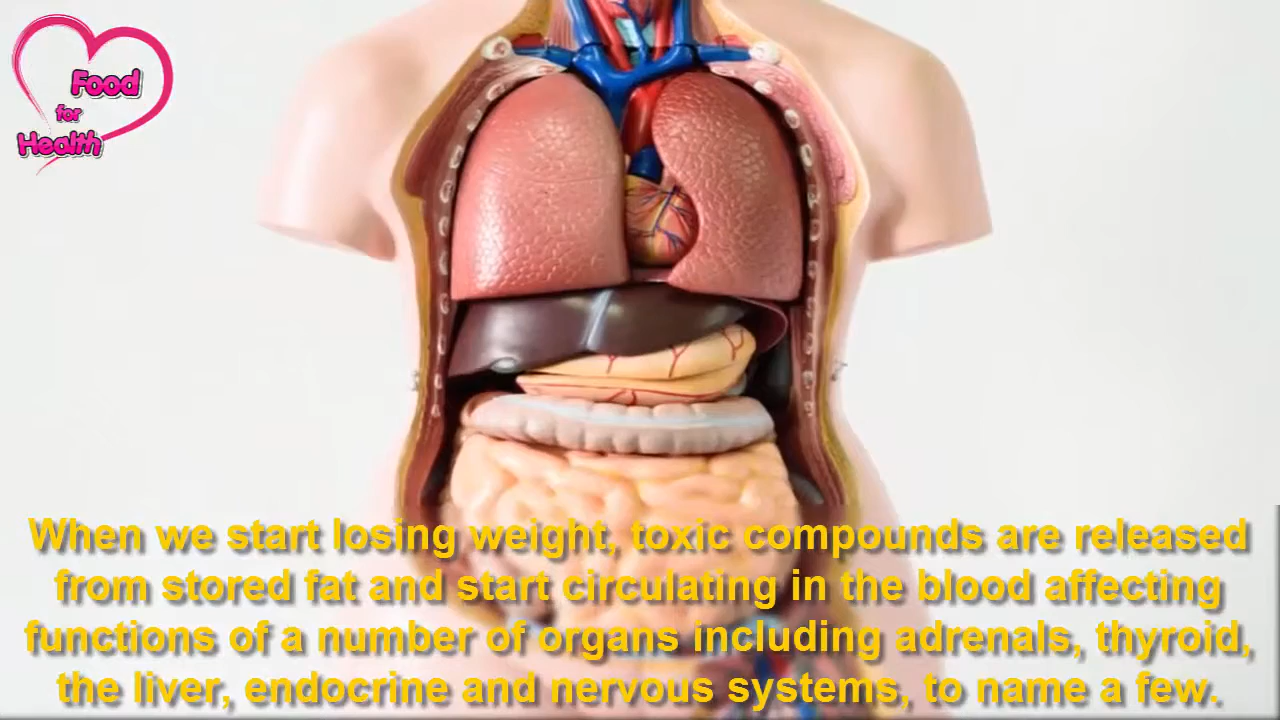 Food
for
Health
When we start losing weight, toxic compounds are released
from stored fat and start circulating in the blood affecting
functions of a number of organs including adrenals, thyroid,
the liver, endocrine and nervous systems, to name a few.